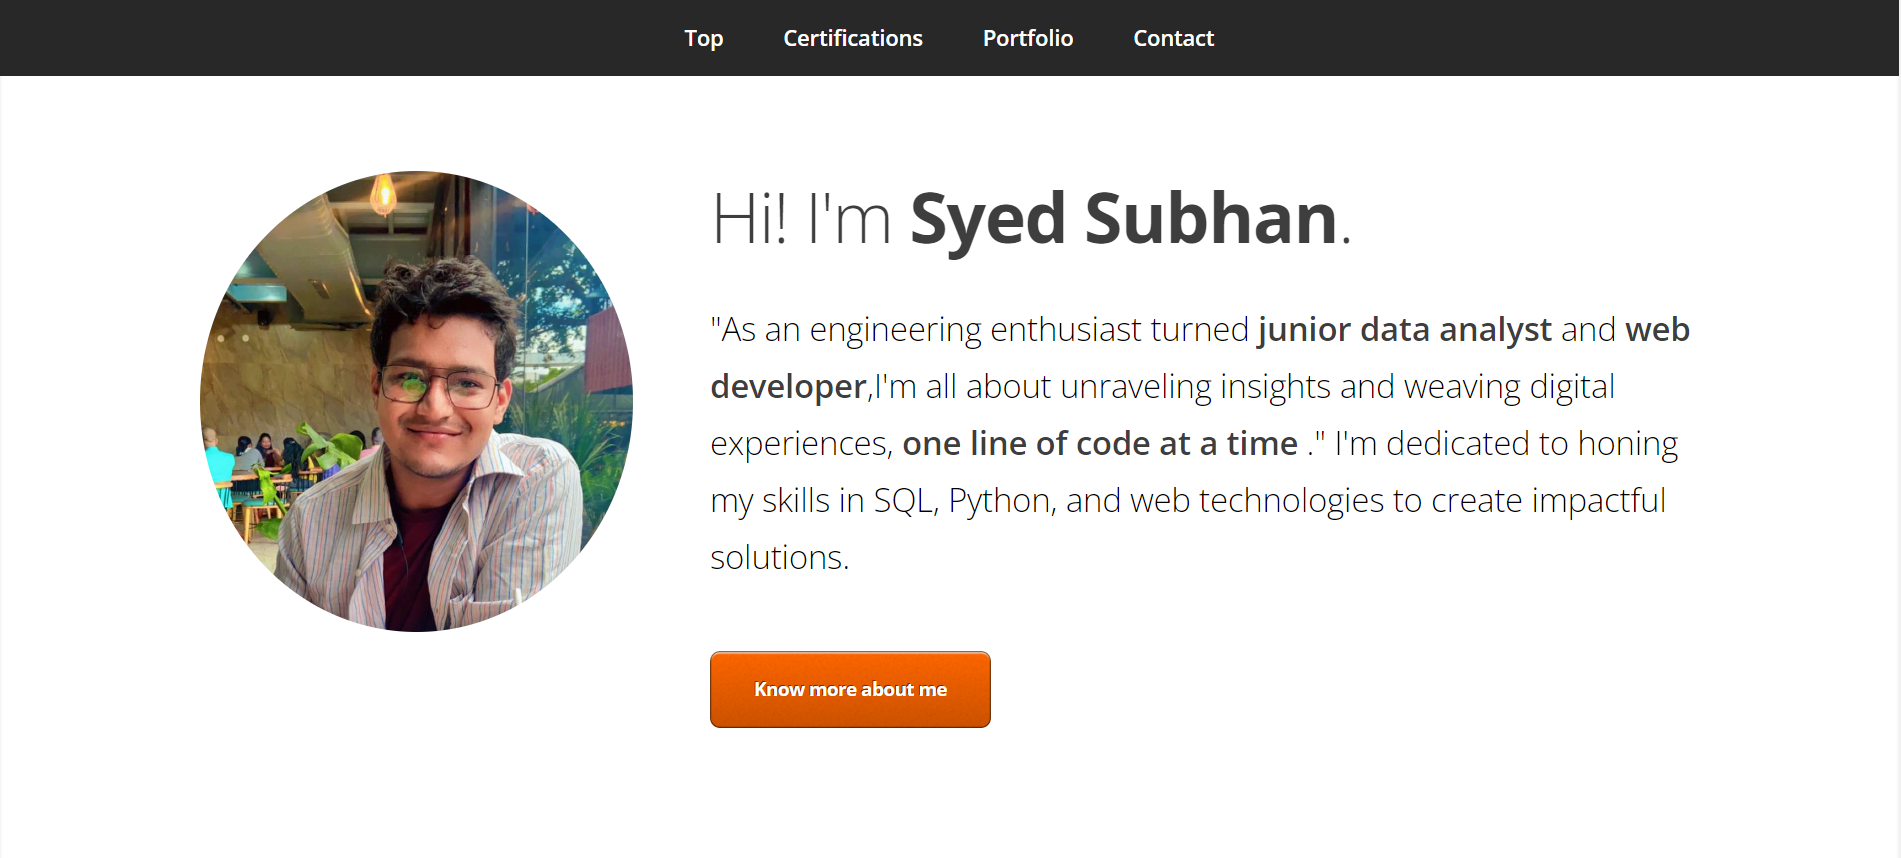 Top Certifications Portfolio Contact
Hi! I'm Syed Subhan.
"As an engineering enthusiast turned junior data analyst and web
developer,I'm all about unraveling insights and weaving digital
experiences, one line of code at a time ." I'm dedicated to honing
my skills in SQL, Python, and web technologies to create impactful
solutions.
Know more about me